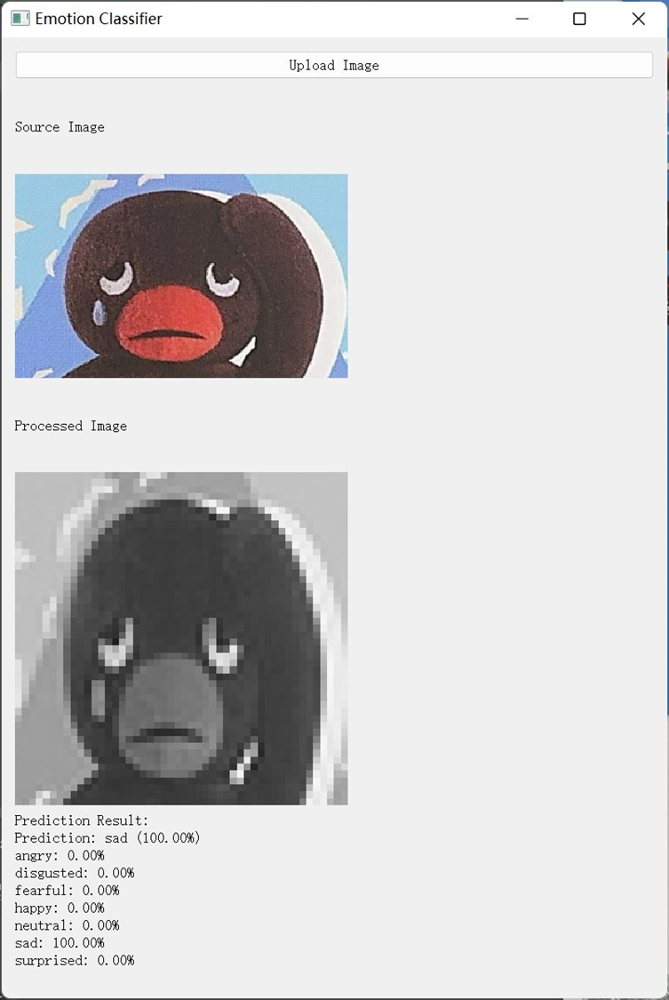 Emotion Classifier
Upload Image
Source Image
Processed Image
Prediction Result:
Prediction: sad (100.00%)
angry: 0.00%
disgusted: 0.00%
fearful: 0.00%
happy: 0.00%
neutral: 0.00%
sad: 100.00%
surprised: 0.00%